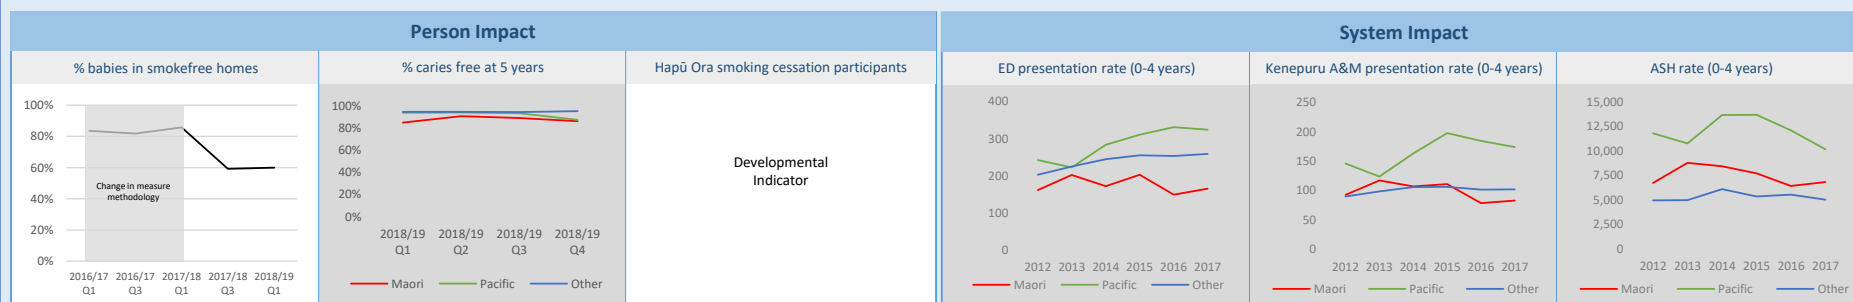 Person Impact
% babies in smokefree homes
100%
80%
60%
40%
20%
0%
Change in measure
methodology
2016/17 2016/17 2017/18 2017/18 2018/19
Q1 Q3 Q1 Q3 Q1
% caries free at 5 years
100%
80%
60%
40%
20%
0%
2018/19 2018/19 2018/19 2018/19
Q1 Q2 Q3 Q4
Maori Pacific Other
Hapū Ora smoking cessation participants
Developmental
Indicator
System Impact
ED presentation rate (0-4 years)
400
300
200
100
0
2012 2013 2014 2015 2016 2017
Maori Pacific Other
Kenepuru A&M presentation rate (0-4 years)
250
200
150
100
50
0
2012 2013 2014 2015 2016 2017
Maori Pacific Other
ASH rate (0-4 years)
15,000
12,500
10,000
7,500
5,000
2,500
0
2012 2013 2014 2015 2016 2017
Maori Pacific Other